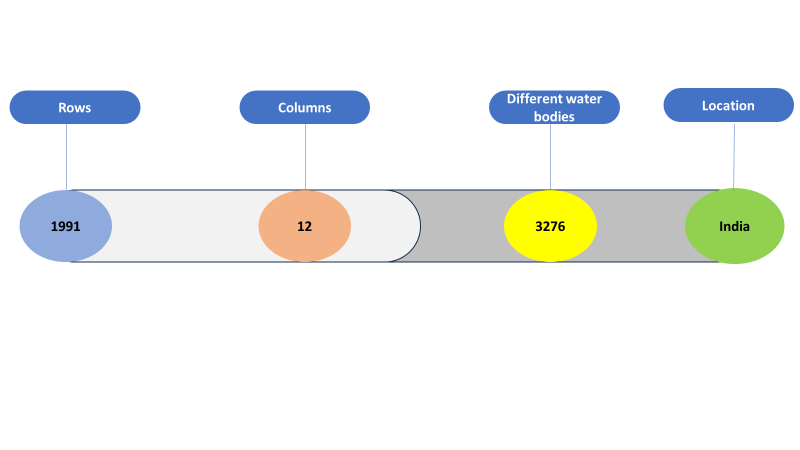 Rows
Columns
Different water
bodies
Location
1991
12
3276
India